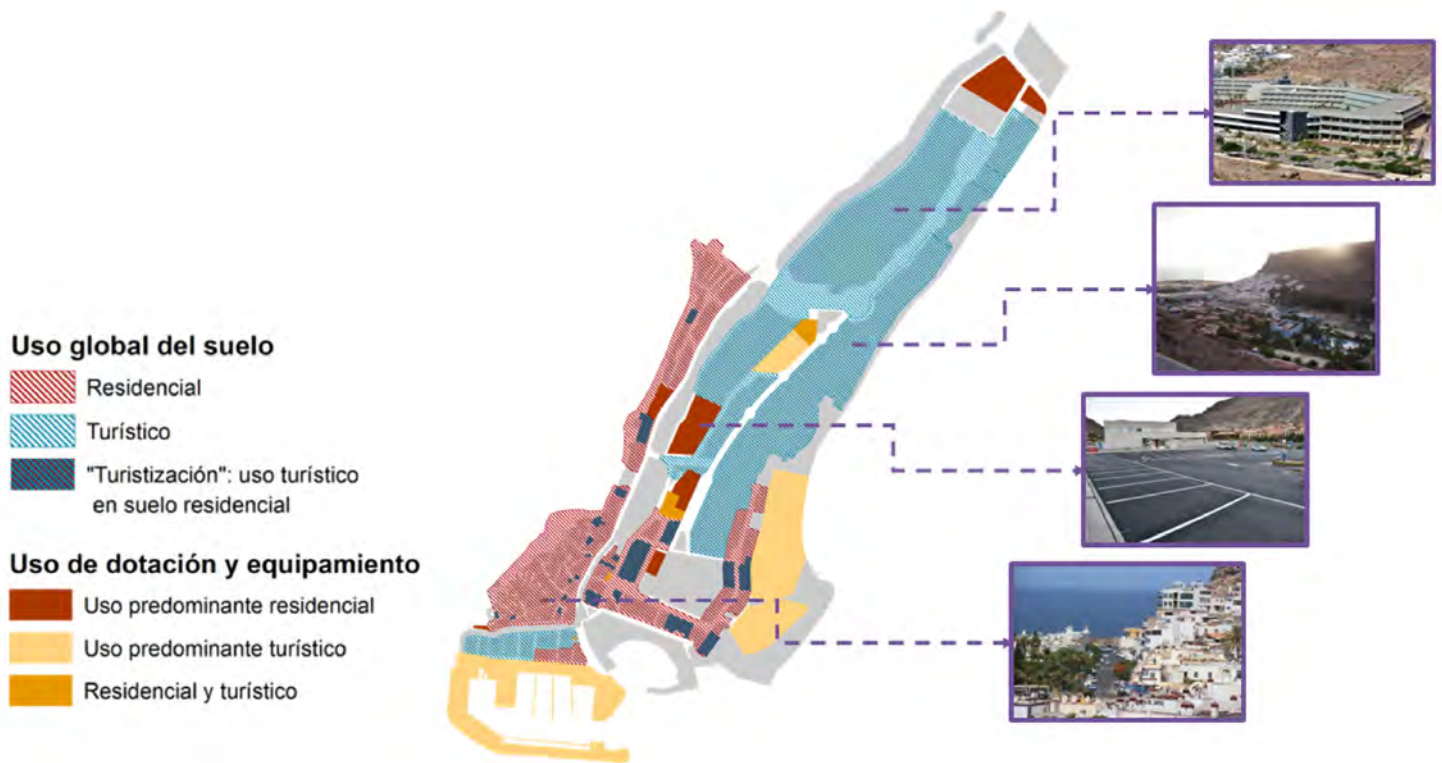 Uso global del suelo
Residencial
Turístico
"Turistización": uso turístico
en suelo residencial
Uso de dotación y equipamiento
Uso predominante residencial
Uso predominante turístico
Residencial y turístico